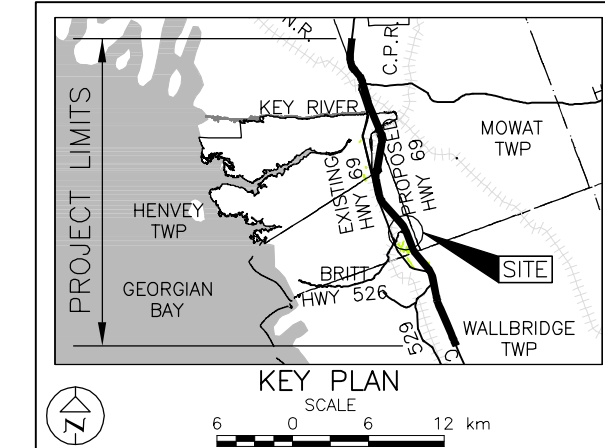 N.R.
C.P.R.
H
PROJECT LIMITS
KEY RIVER
MOWAT
TWP
EXISTING
HWY 69
PROPOSED
HWY 69
HENVEY
TWP
SITE
BRITT
HWY 526
GEORGIAN
BAY
529
C
WALLBRIDGE
TWP
KEY PLAN
SCALE
6 0 6 12 km
N